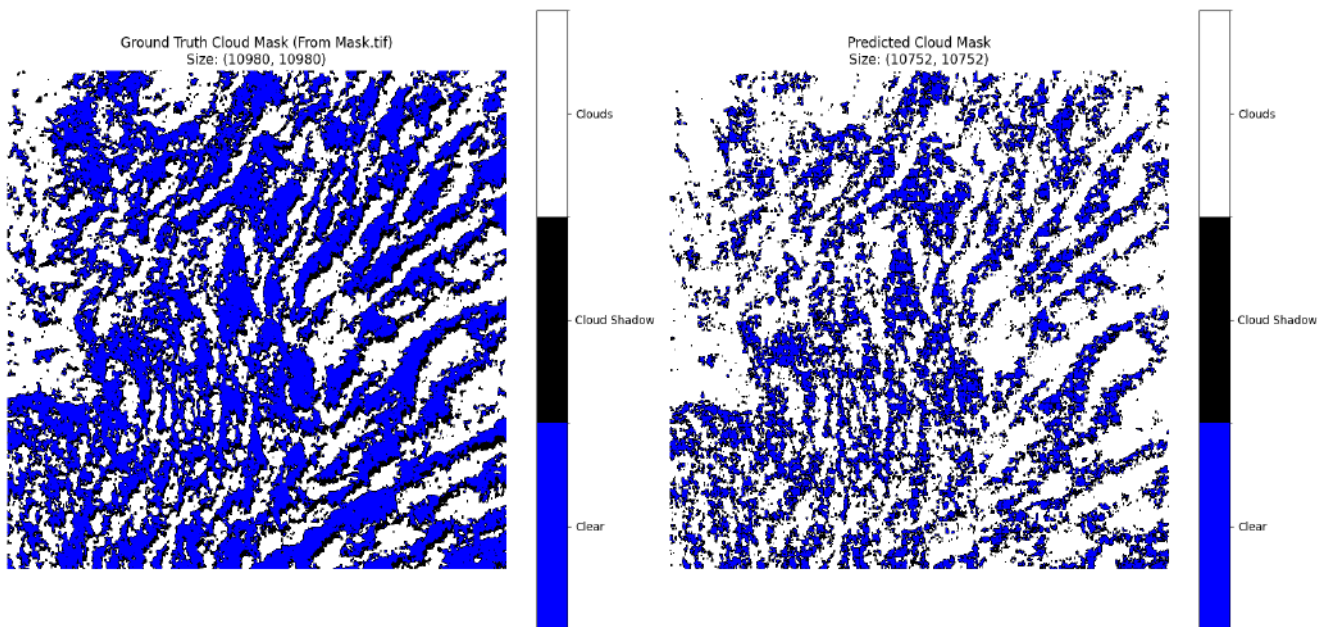 Ground Truth Cloud Mask (From Mask.tif)
Size: (10980, 10980)
Clouds
Cloud Shadow
Clear
Predicted Cloud Mask
Size: (10752, 10752)
Clouds
Cloud Shadow
Clear